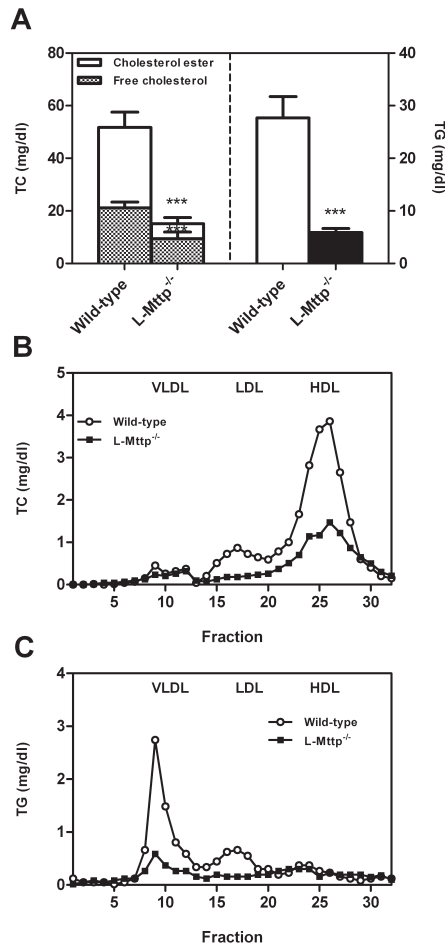 A
80
60
40
20
0
TC (mg/dl)
Cholesterol ester
Free cholesterol
***
***
***
40
30
20
10
0
TG (mg/dl)
Wild-type
L-Mttp-/-
Wild-type
L-Mttp-/-
B
5
4
3
2
1
0
TC (mg/dl)
VLDL LDL HDL
Wild-type
L-Mttp-/-
5 10 15 20 25 30
Fraction
C
4
3
2
1
0
TG (mg/dl)
VLDL LDL HDL
Wild-type
L-Mttp-/-
5 10 15 20 25 30
Fraction